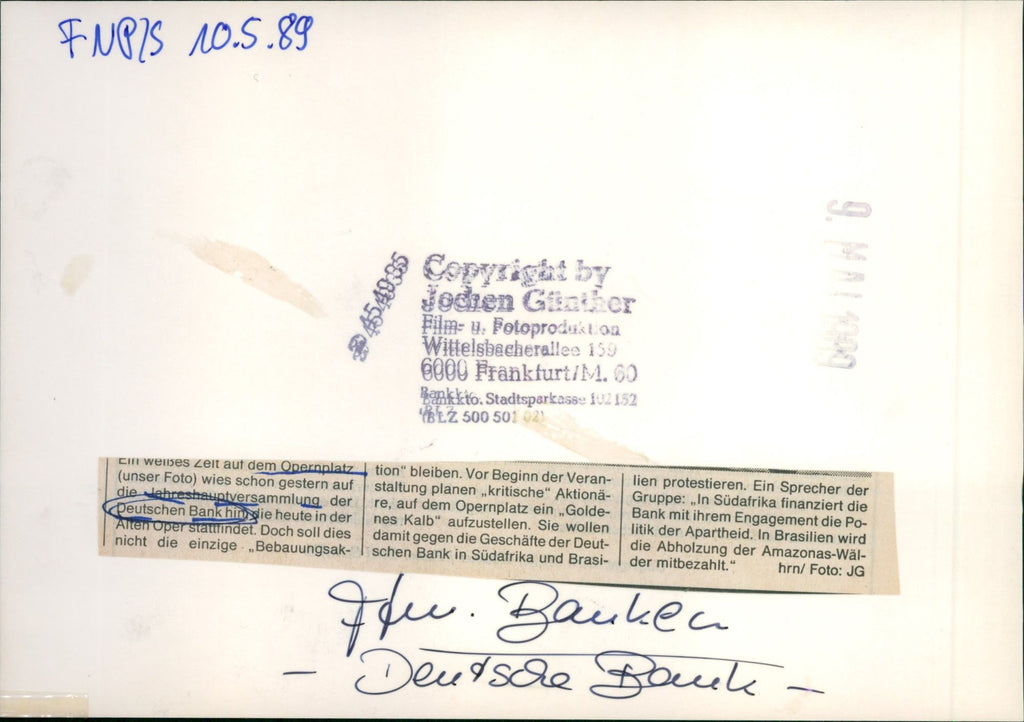 FNP/S 10.5.89
9. MAI 1989
Copyright by
Jochen Günther
Film- u. Fotoproduktion
Wittelsbacherallee 159
6000 Frankfurt/M. 60
Bankkto. Stadtsparkasse 102152
(BLZ 500 501 02)
Ein weißes Zelt auf dem Opernplatz
(unser Foto) wies schon gestern auf
die Jahreshauptversammlung der
Deutschen Bank hin, die heute in der
Alten Oper stattfindet. Doch soll dies
nicht die einzige „Bebauungsak-
tion" bleiben. Vor Beginn der Veran-
staltung planen „kritische" Aktionä-
re, auf dem Opernplatz ein „Golde-
nes Kalb" aufzustellen. Sie wollen
damit gegen die Geschäfte der Deut-
schen Bank in Südafrika und Brasi-
lien protestieren. Ein Sprecher der
Gruppe: „In Südafrika finanziert die
Bank mit ihrem Engagement die Po-
litik der Apartheid. In Brasilien wird
die Abholzung der Amazonas-Wäl-
der mitbezahlt." hrn/ Foto: JG
Ffm. Banken
- Deutsche Bank -